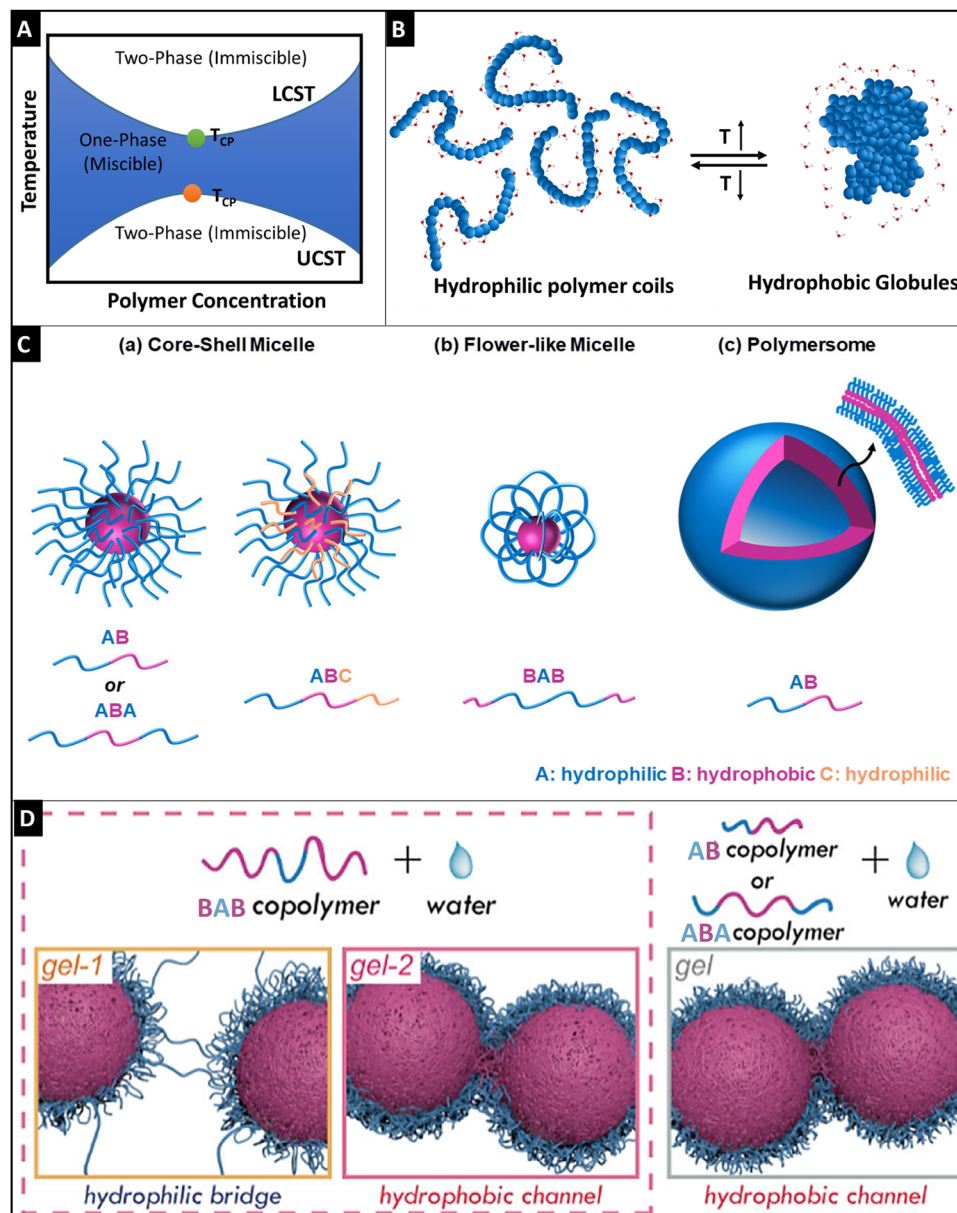 A
Two-Phase (Immiscible)
LCST
T_CP
One-Phase
(Miscible)
T_CP
Two-Phase (Immiscible)
UCST
Temperature
Polymer Concentration
B
T
T
Hydrophilic polymer coils
Hydrophobic Globules
C
(a) Core-Shell Micelle
(b) Flower-like Micelle
(c) Polymersome
AB
or
ABA
ABC
BAB
AB
A: hydrophilic B: hydrophobic C: hydrophilic
D
BAB copolymer + water
gel-1
hydrophilic bridge
gel-2
hydrophobic channel
AB copolymer
or
ABA copolymer
+
water
gel
hydrophobic channel